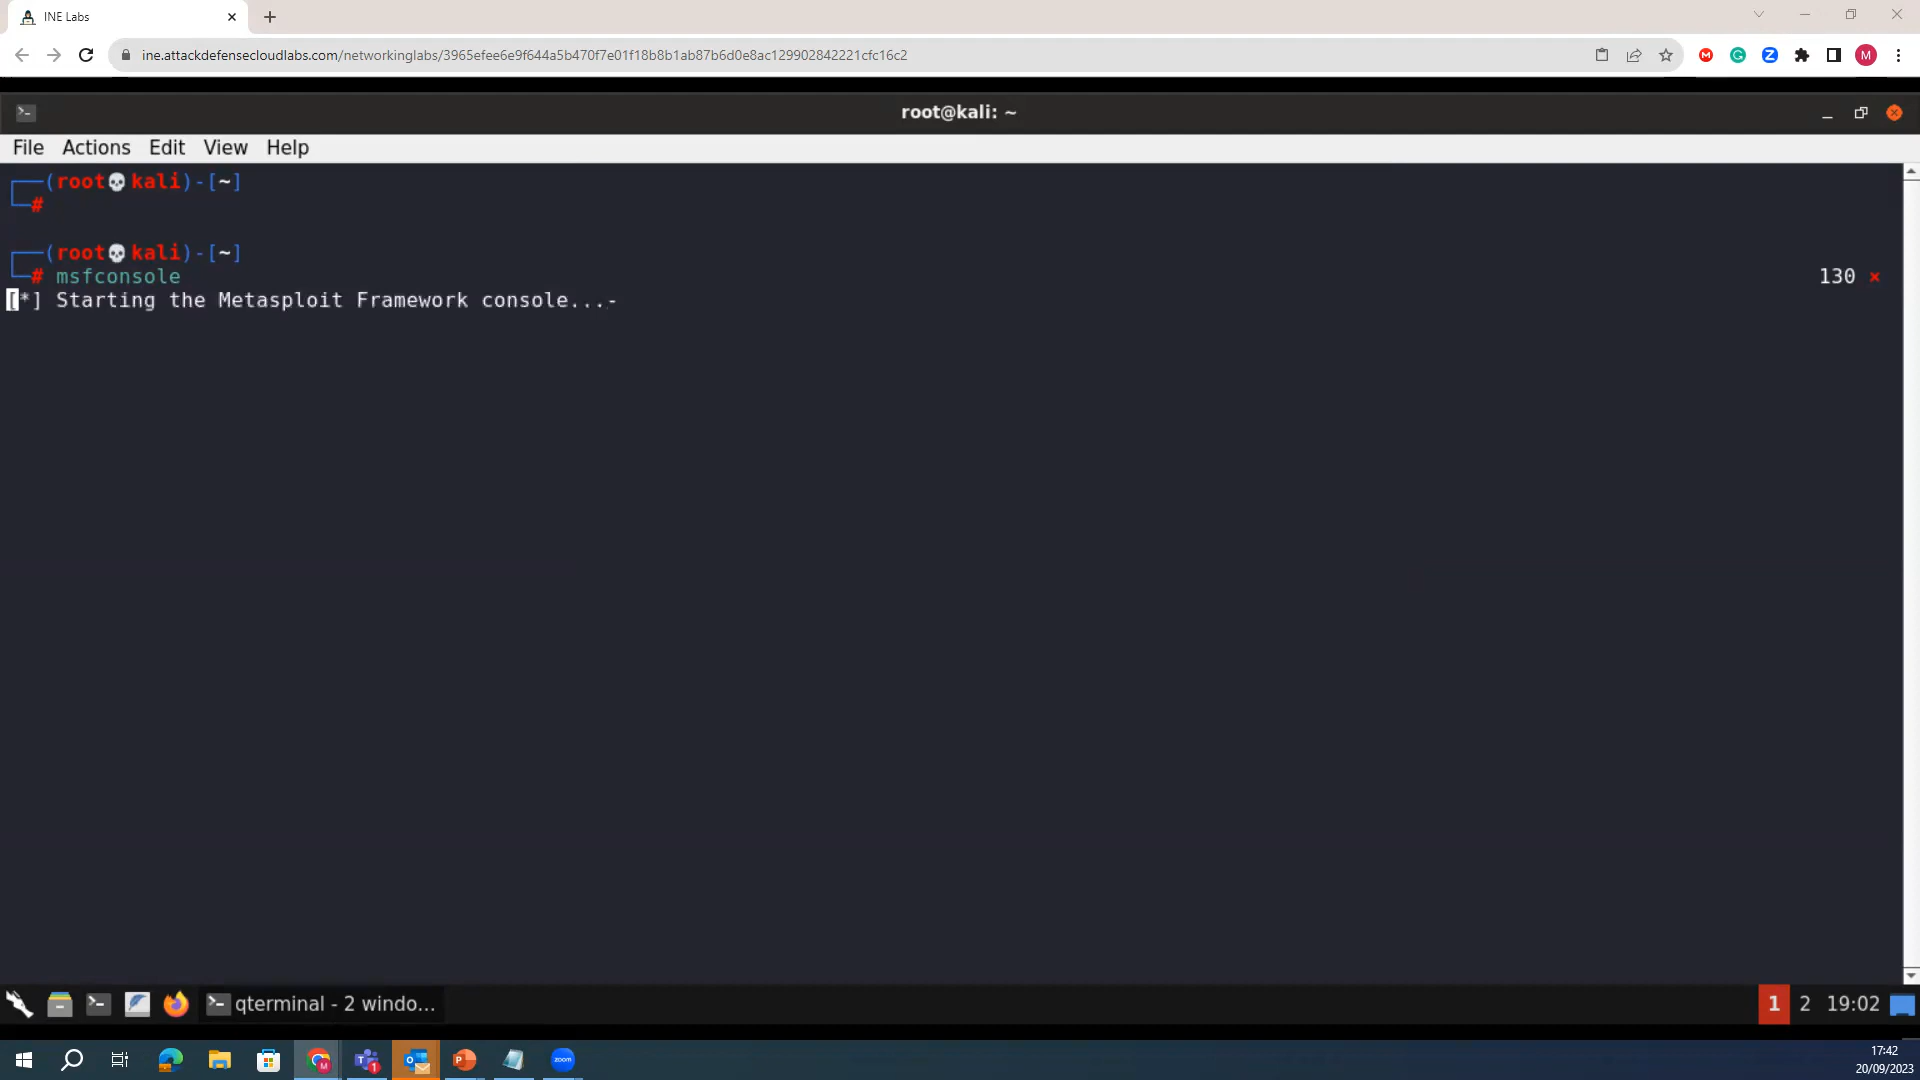 INE Labs
ine.attackdefensecloudlabs.com/networkinglabs/3965efee6e9f644a5b470f7e01f18b8b1ab87b6d0e8ac129902842221cfc16c2
M
root@kali: ~
File Actions Edit View Help
┌──(root💀kali)-[~]
└─#
┌──(root💀kali)-[~]
└─# msfconsole 130 ⨯
[*] Starting the Metasploit Framework console...-
qterminal - 2 windo...
1 2 19:02
zoom
17:42
20/09/2023